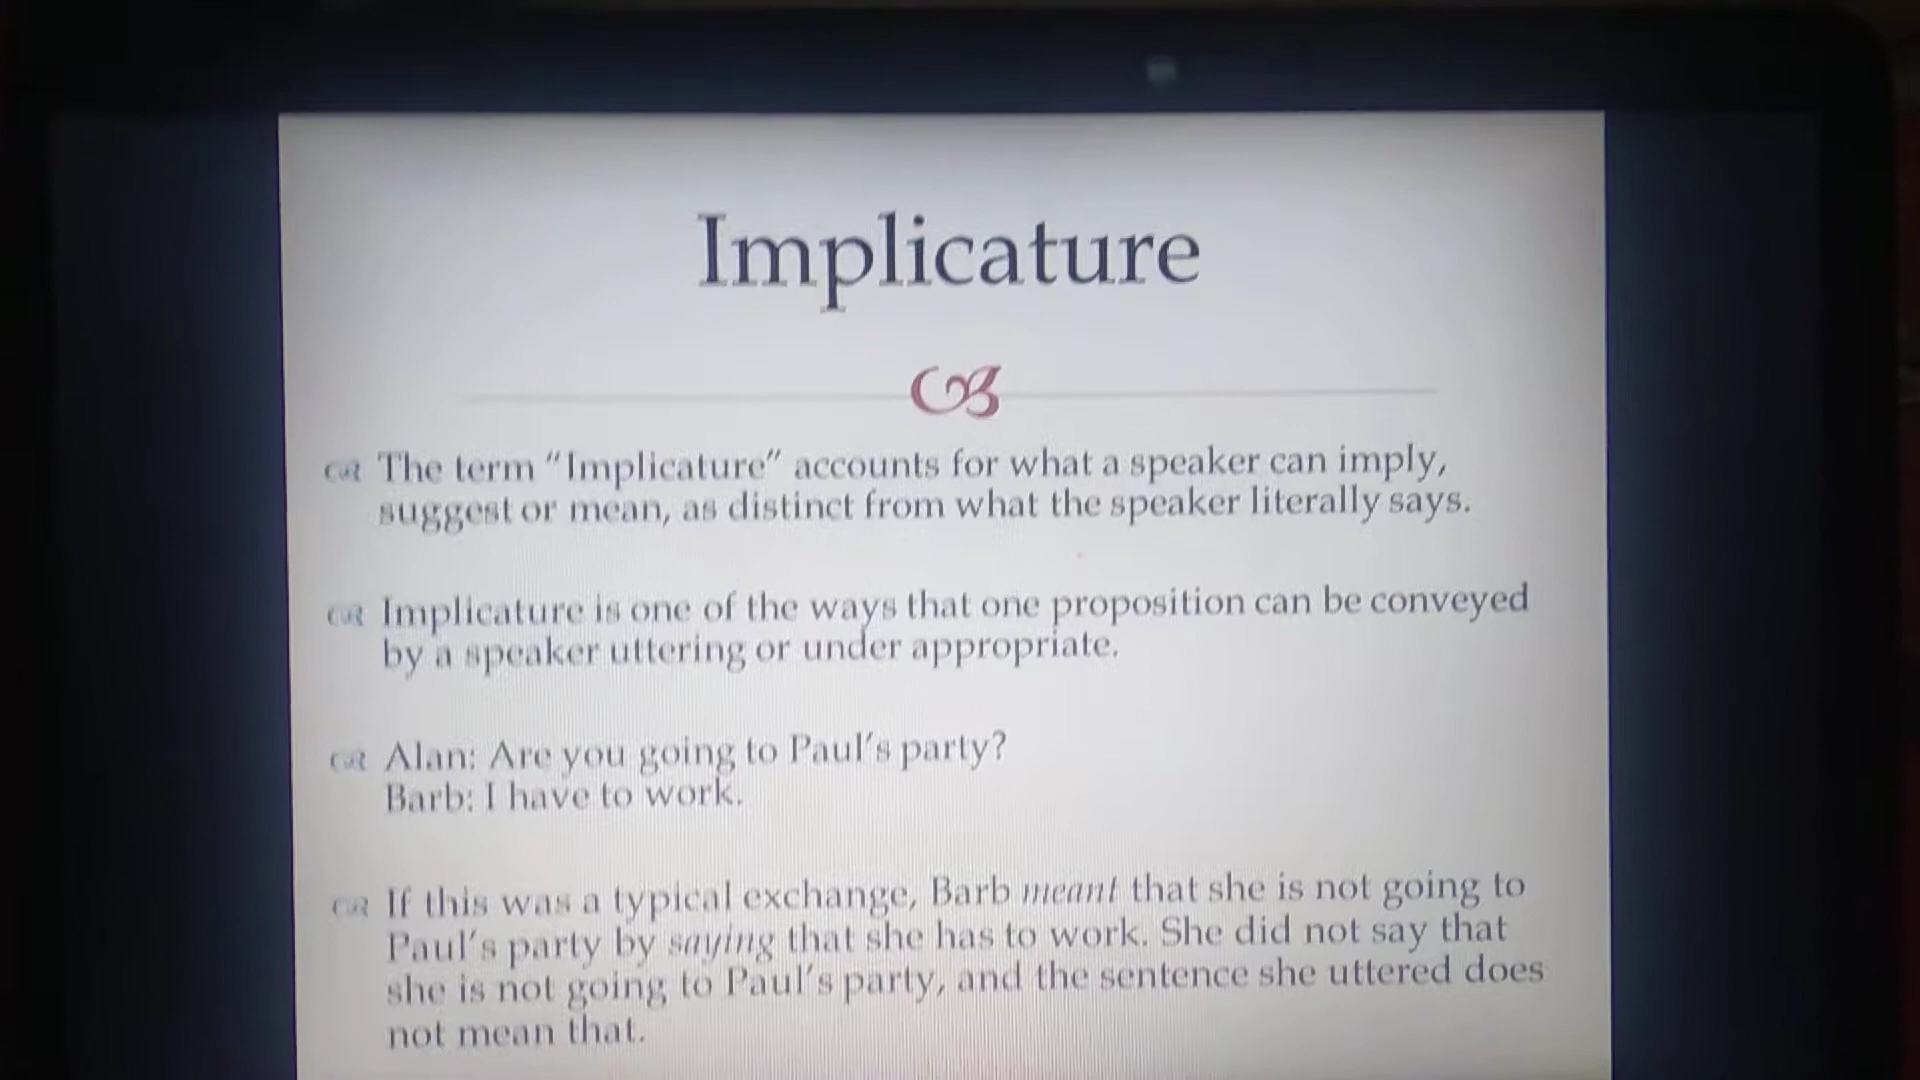 Implicature
The term "Implicature" accounts for what a speaker can imply,
suggest or mean, as distinct from what the speaker literally says.
Implicature is one of the ways that one proposition can be conveyed
by a speaker uttering or under appropriate.
Alan: Are you going to Paul's party?
Barb: I have to work.
If this was a typical exchange, Barb meant that she is not going to
Paul's party by saying that she has to work. She did not say that
she is not going to Paul's party, and the sentence she uttered does
not mean that.